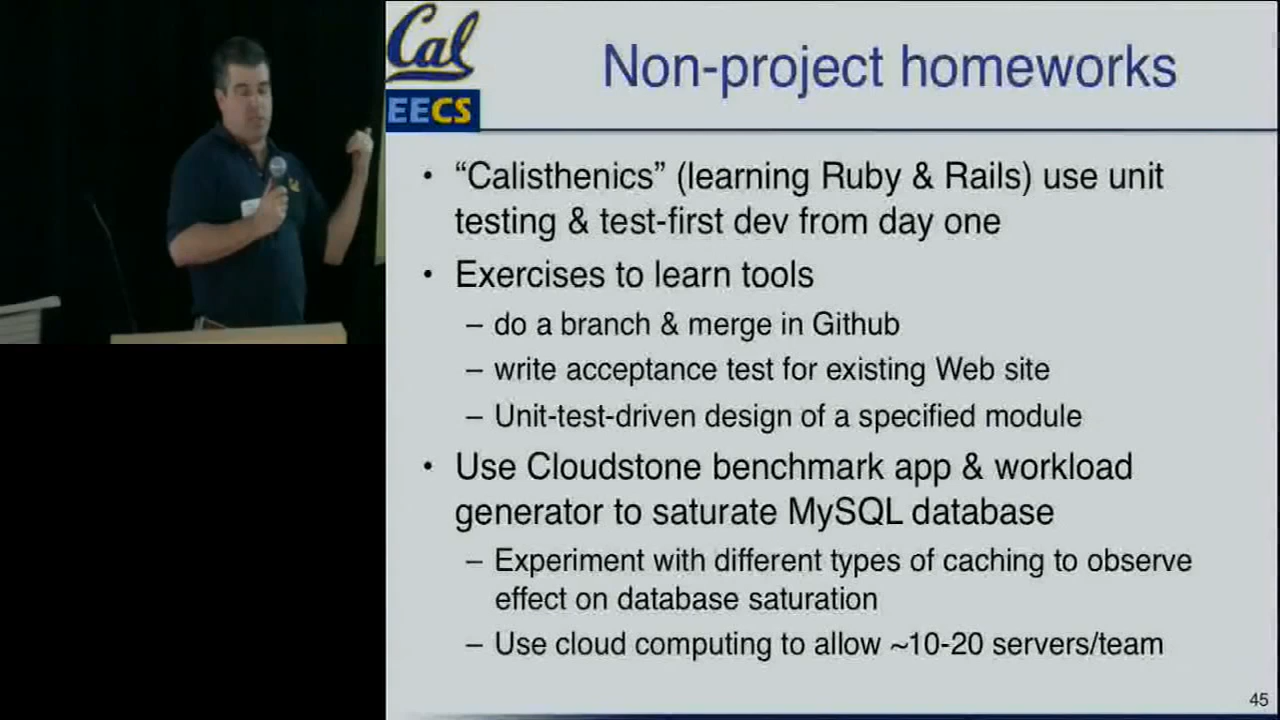 Cal
EECS
Non-project homeworks
• “Calisthenics” (learning Ruby & Rails) use unit
testing & test-first dev from day one
• Exercises to learn tools
– do a branch & merge in Github
– write acceptance test for existing Web site
– Unit-test-driven design of a specified module
• Use Cloudstone benchmark app & workload
generator to saturate MySQL database
– Experiment with different types of caching to observe
effect on database saturation
– Use cloud computing to allow ~10-20 servers/team
45